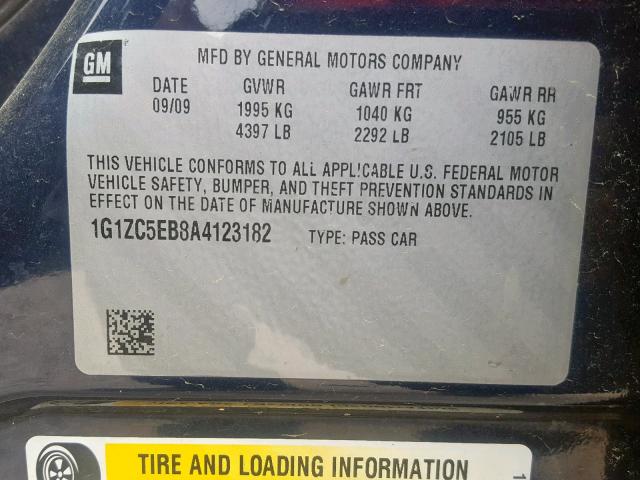 GM
MFD BY GENERAL MOTORS COMPANY
DATE GVWR GAWR FRT GAWR RR
09/09 1995 KG 1040 KG 955 KG
4397 LB 2292 LB 2105 LB
THIS VEHICLE CONFORMS TO ALL APPLICABLE U.S. FEDERAL MOTOR
VEHICLE SAFETY, BUMPER, AND THEFT PREVENTION STANDARDS IN
EFFECT ON THE DATE OF MANUFACTURE SHOWN ABOVE.
1G1ZC5EB8A4123182 TYPE: PASS CAR
TIRE AND LOADING INFORMATION